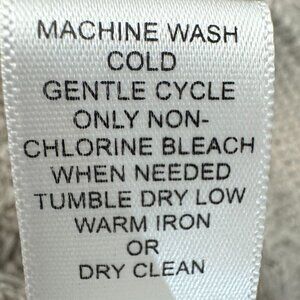 MACHINE WASH
COLD
GENTLE CYCLE
ONLY NON-
CHLORINE BLEACH
WHEN NEEDED
TUMBLE DRY LOW
WARM IRON
OR
DRY CLEAN